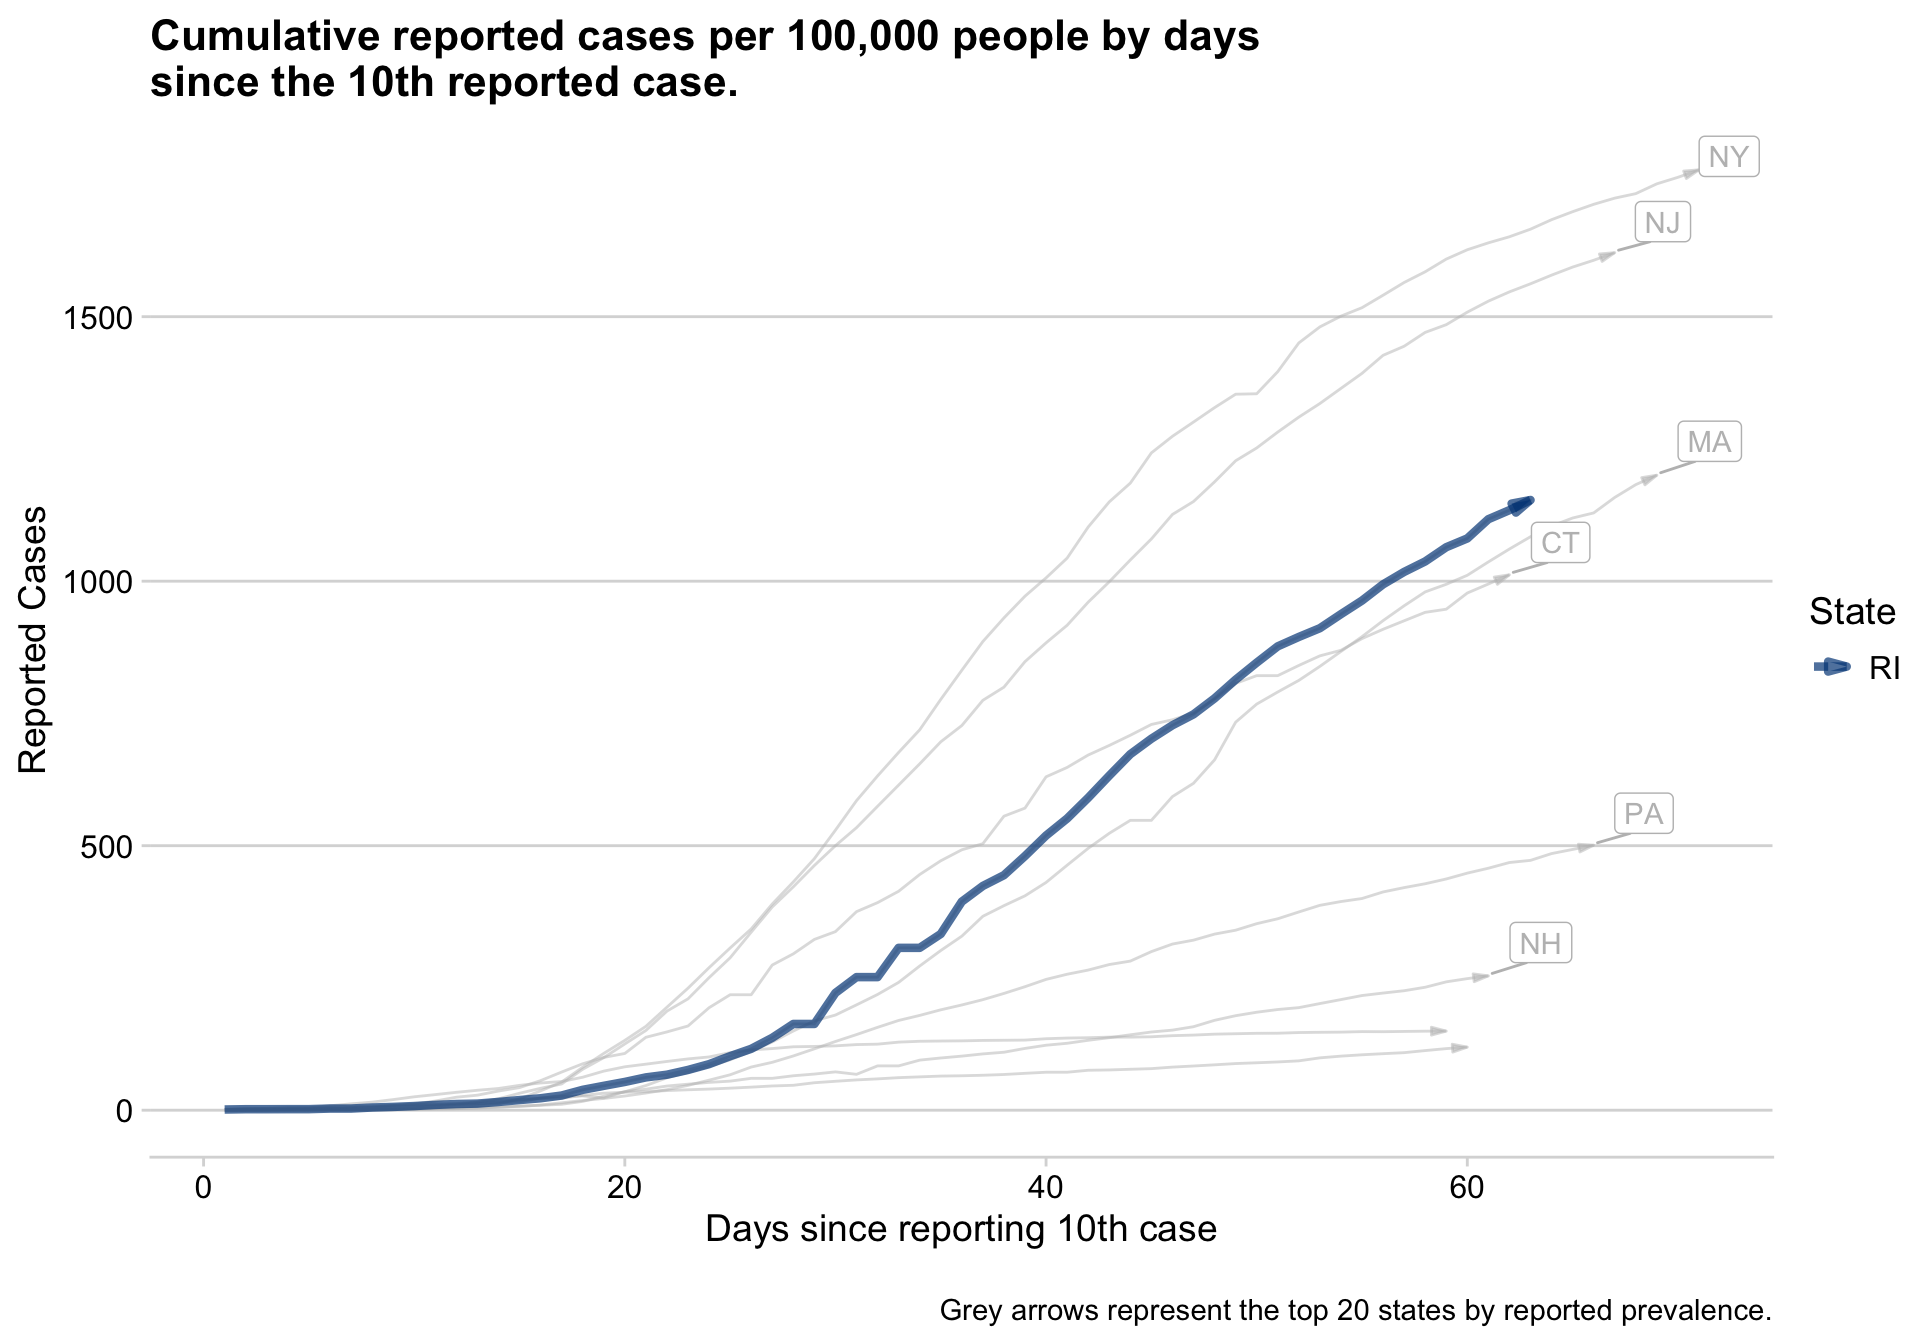 Cumulative reported cases per 100,000 people by days
since the 10th reported case.
NY
NJ
1500
MA
CT
1000
Reported Cases
State
RI
PA
500
NH
0
0 20 40 60
Days since reporting 10th case
Grey arrows represent the top 20 states by reported prevalence.